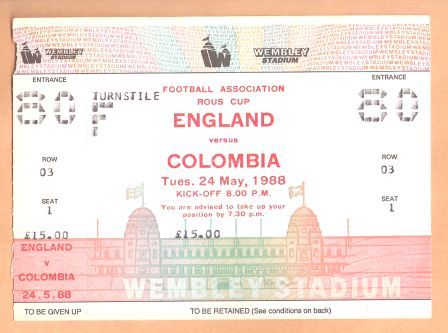 WEMBLEY
STADIUM
WEMBLEY
STADIUM
ENTRANCE
80
TURNSTILE
F
ROW
03
SEAT
1
£15.00
ENGLAND
v
COLOMBIA
24.5.88
TO BE GIVEN UP
FOOTBALL ASSOCIATION
ROUS CUP
ENGLAND
versus
COLOMBIA
Tues. 24 May, 1988
KICK-OFF 8.00 P.M.
You are advised to take up your
position by 7.30 p.m.
£15.00
ENTRANCE
80
ROW
03
SEAT
1
WEMBLEY STADIUM
TO BE RETAINED (See conditions on back)